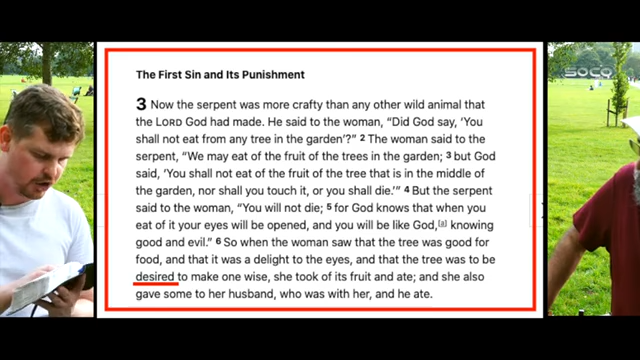 The First Sin and Its Punishment
3 Now the serpent was more crafty than any other wild animal that
the LORD God had made. He said to the woman, “Did God say, ‘You
shall not eat from any tree in the garden’?” 2 The woman said to the
serpent, “We may eat of the fruit of the trees in the garden; 3 but God
said, ‘You shall not eat of the fruit of the tree that is in the middle of
the garden, nor shall you touch it, or you shall die.’” 4 But the serpent
said to the woman, “You will not die; 5 for God knows that when you
eat of it your eyes will be opened, and you will be like God,[a] knowing
good and evil.” 6 So when the woman saw that the tree was good for
food, and that it was a delight to the eyes, and that the tree was to be
desired to make one wise, she took of its fruit and ate; and she also
gave some to her husband, who was with her, and he ate.
SOCO